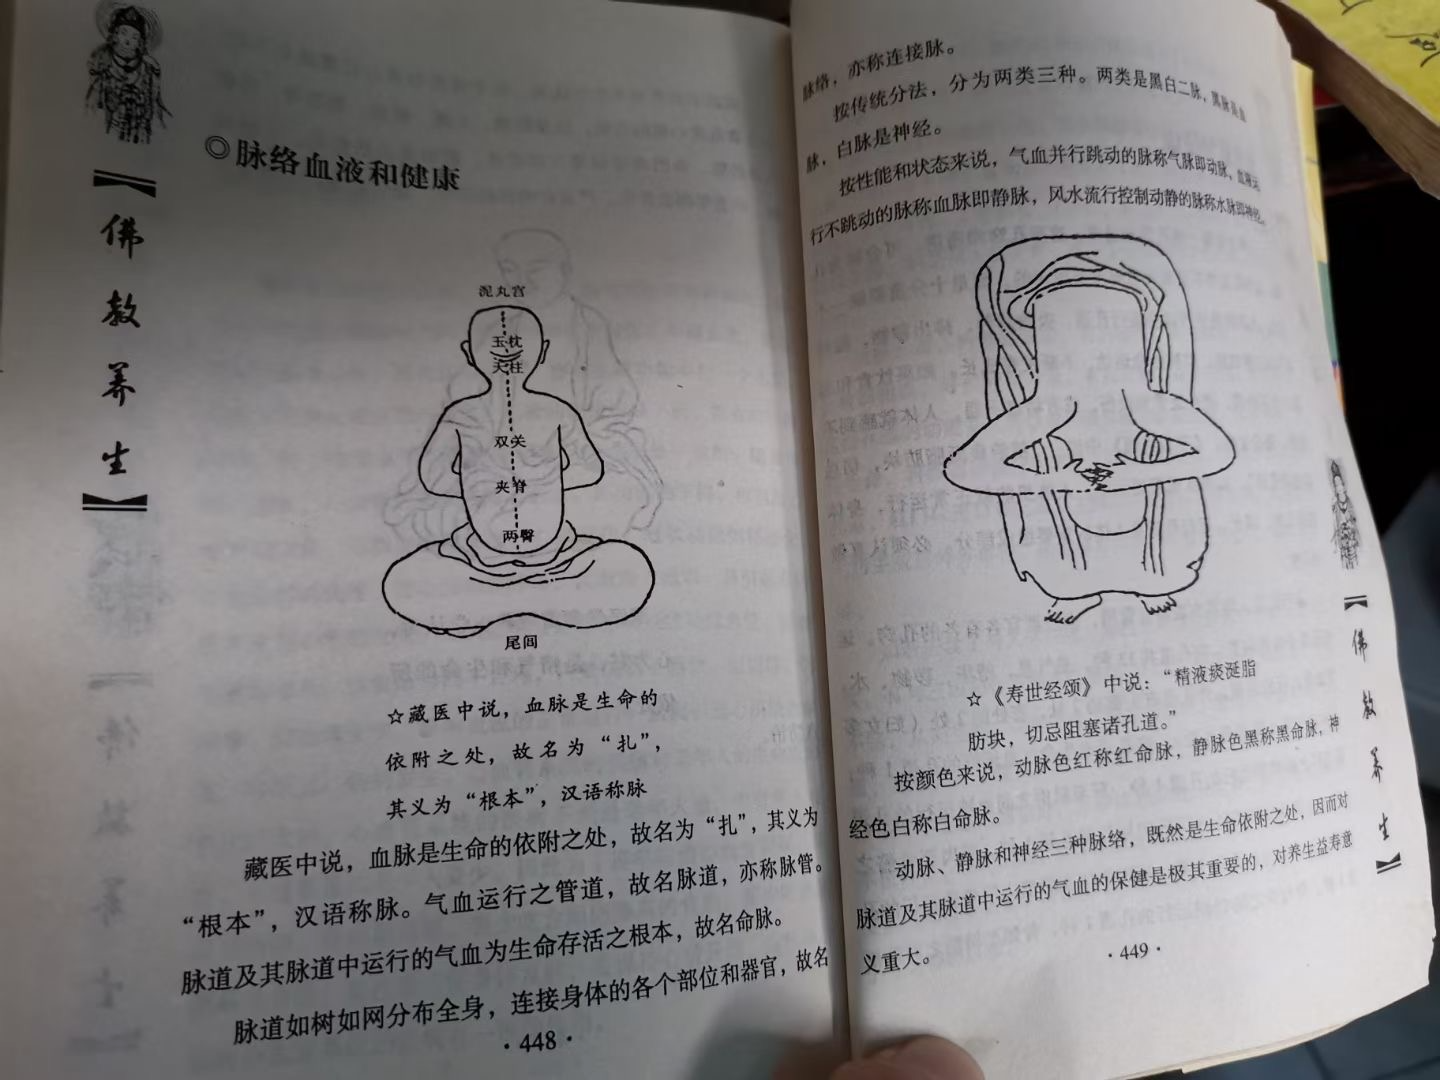 佛教养生
◎脉络血液和健康
泥丸宫
玉枕
天柱
双关
夹脊
两臀
尾闾
☆藏医中说，血脉是生命的
依附之处，故名为“扎”，
其义为“根本”，汉语称脉
藏医中说，血脉是生命的依附之处，故名为“扎”，其义为
“根本”，汉语称脉。气血运行之管道，故名脉道，亦称脉管。
脉道及其脉道中运行的气血为生命存活之根本，故名命脉。
脉道如树如网分布全身，连接身体的各个部位和器官，故名
·448·
脉络，亦称连接脉。
按传统分法，分为两类三种。两类是黑白二脉，黑脉是血
脉，白脉是神经。
按性能和状态来说，气血并行跳动的脉称气脉即动脉，血液运
行不跳动的脉称血脉即静脉，风水流行控制动静的脉称水脉即神经。
☆《寿世经颂》中说：“精液痰涎脂
肪块，切忌阻塞诸孔道。”
按颜色来说，动脉色红称红命脉，静脉色黑称黑命脉，神
经色白称白命脉。
动脉、静脉和神经三种脉络，既然是生命依附之处，因而对
脉道及其脉道中运行的气血的保健是极其重要的，对养生益寿意
义重大。
·449·
佛教养生